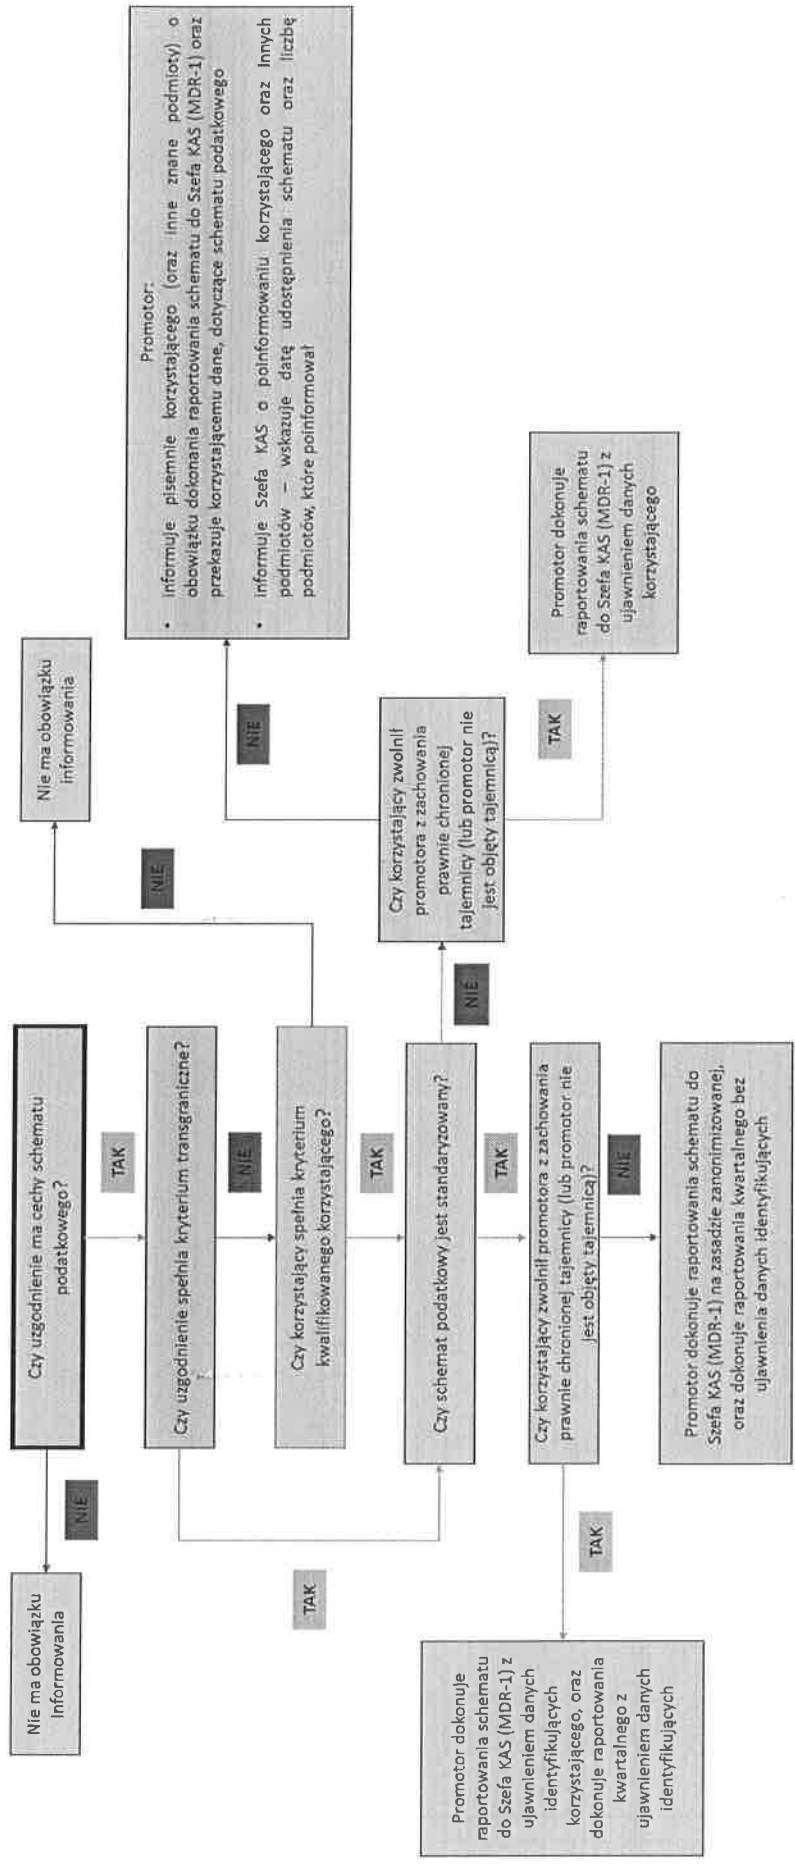 Czy uzgodnienie ma cechy schematu
podatkowego?
NIE
Nie ma obowiązku
Informowania
TAK
Czy uzgodnienie spełnia kryterium transgraniczne?
TAK
NIE
Czy korzystający spełnia kryterium
kwalifikowanego korzystającego?
NIE
Nie ma obowiązku
informowania
TAK
Czy schemat podatkowy jest standaryzowany?
NIE
Czy korzystający zwolnił
promotora z zachowania
prawnie chronionej
tajemnicy (lub promotor nie
jest objęty tajemnicą)?
NIE
Promotor:
• informuje pisemnie korzystającego (oraz inne znane podmioty) o
obowiązku dokonania raportowania schematu do Szefa KAS (MDR-1) oraz
przekazuje korzystającemu dane, dotyczące schematu podatkowego
• informuje Szefa KAS o poinformowaniu korzystającego oraz Innych
podmiotów – wskazuje datę udostępnienia schematu oraz liczbę
podmiotów, które poinformował
TAK
Promotor dokonuje
raportowania schematu
do Szefa KAS (MDR-1) z
ujawnieniem danych
korzystającego
TAK
Czy korzystający zwolnił promotora z zachowania
prawnie chronionej tajemnicy (lub promotor nie
jest objęty tajemnicą)?
TAK
Promotor dokonuje
raportowania schematu
do Szefa KAS (MDR-1) z
ujawnieniem danych
identyfikujących
korzystającego, oraz
dokonuje raportowania
kwartalnego z
ujawnieniem danych
identyfikujących
NIE
Promotor dokonuje raportowania schematu do
Szefa KAS (MDR-1) na zasadzie zanonimizowanej,
oraz dokonuje raportowania kwartalnego bez
ujawnienia danych identyfikujących